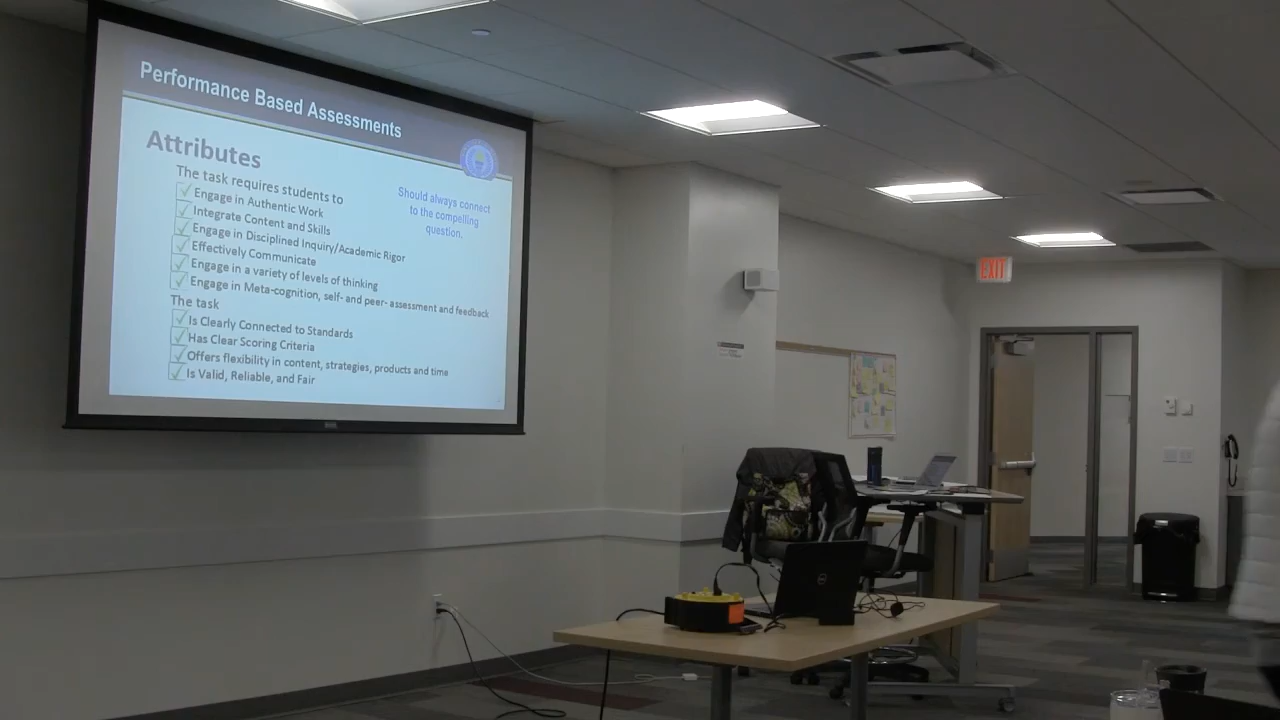 Performance Based Assessments
Attributes
The task requires students to
Engage in Authentic Work
Integrate Content and Skills
Engage in Disciplined Inquiry/Academic Rigor
Effectively Communicate
Engage in a variety of levels of thinking
Engage in Meta-cognition, self- and peer- assessment and feedback
The task
Is Clearly Connected to Standards
Has Clear Scoring Criteria
Offers flexibility in content, strategies, products and time
Is Valid, Reliable, and Fair
Should always connect
to the compelling
question.
EXIT
DELL